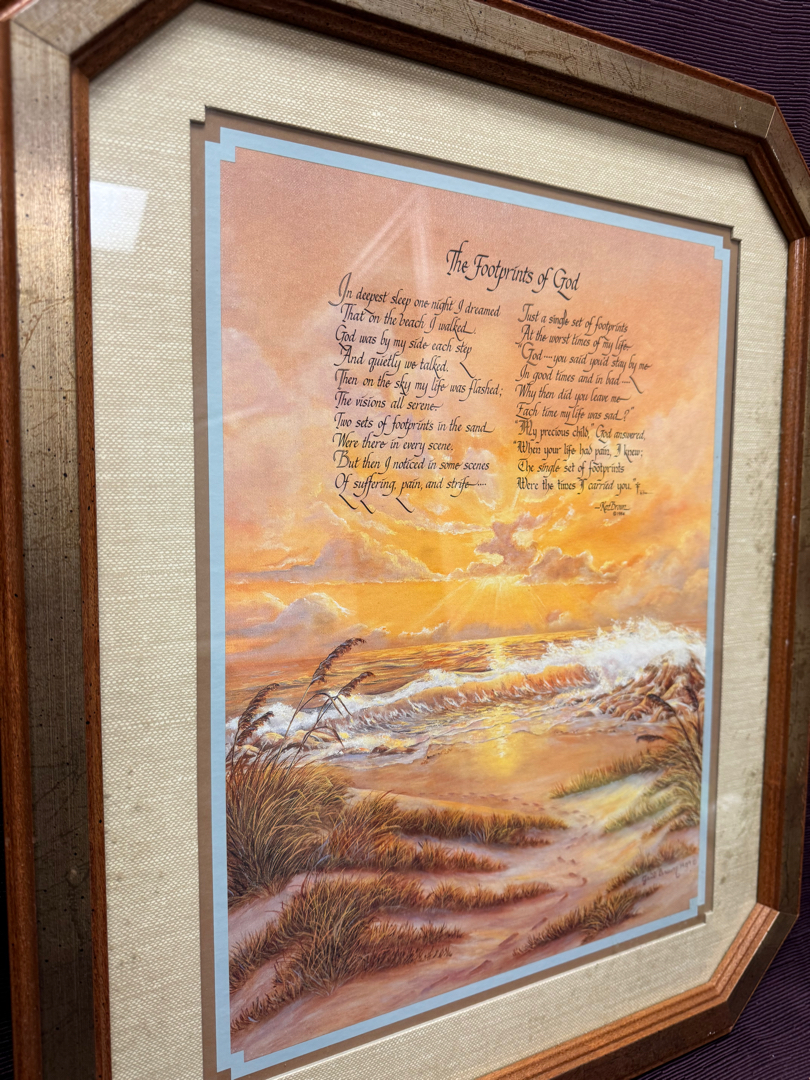 The Footprints of God
In deepest sleep one night I dreamed
That on the beach I walked
God was by my side each step
And quietly we talked.
Then on the sky my life was flashed;
The visions all serene
Two sets of footprints in the sand
Were there in every scene.
But then I noticed in some scenes
Of suffering, pain, and strife....
Just a single set of footprints
At the worst times of my life
"God....you said you'd stay by me
In good times and in bad....
Why then did you leave me
Each time my life was sad?"
"My precious child," God answered,
"When your life had pain, I knew;
The single set of footprints
Were the times I carried you."
—Ken Brown